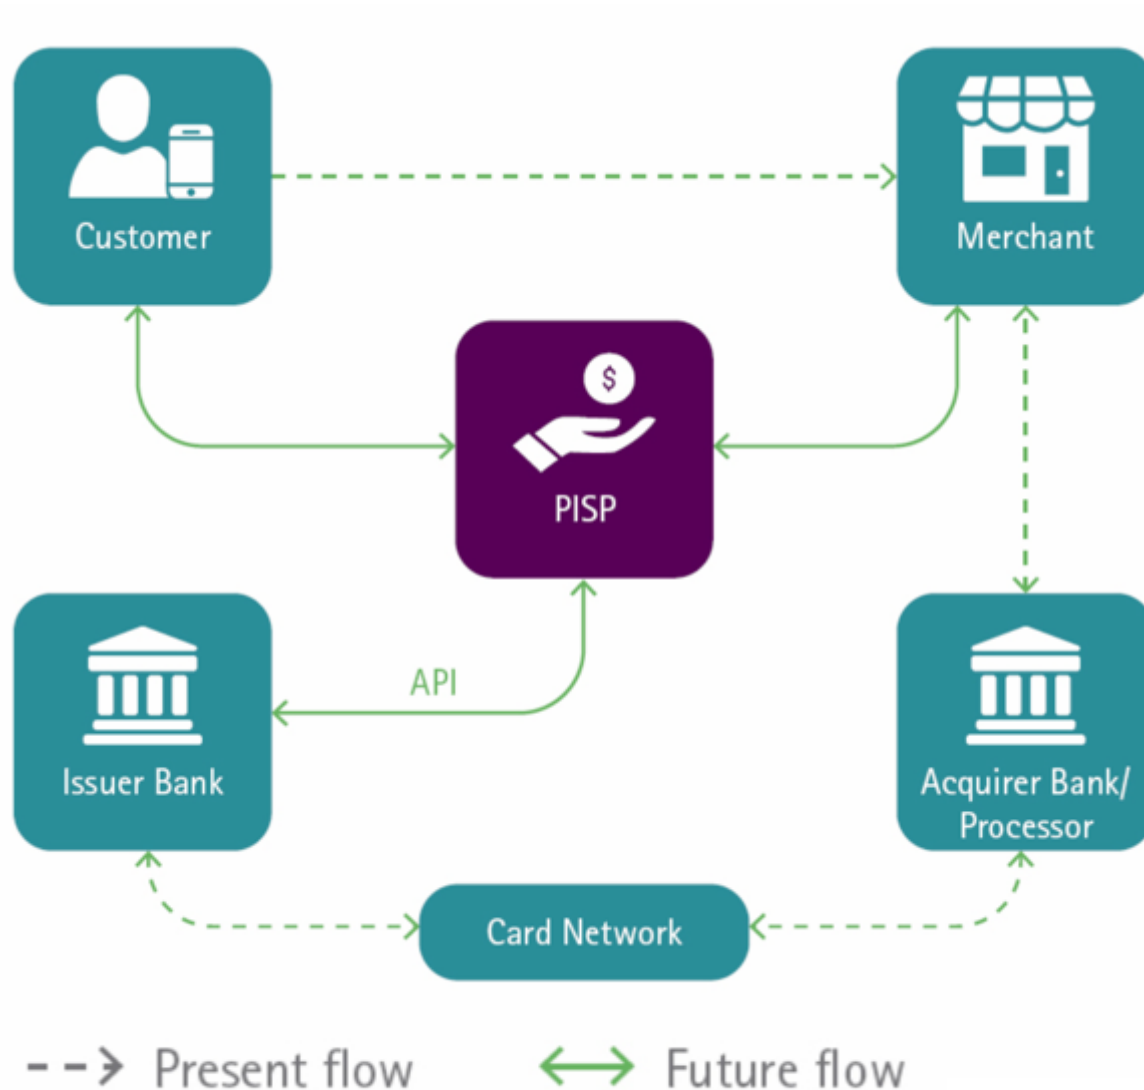 Customer
Merchant
$
PISP
API
Issuer Bank
Acquirer Bank/
Processor
Card Network
Present flow
Future flow